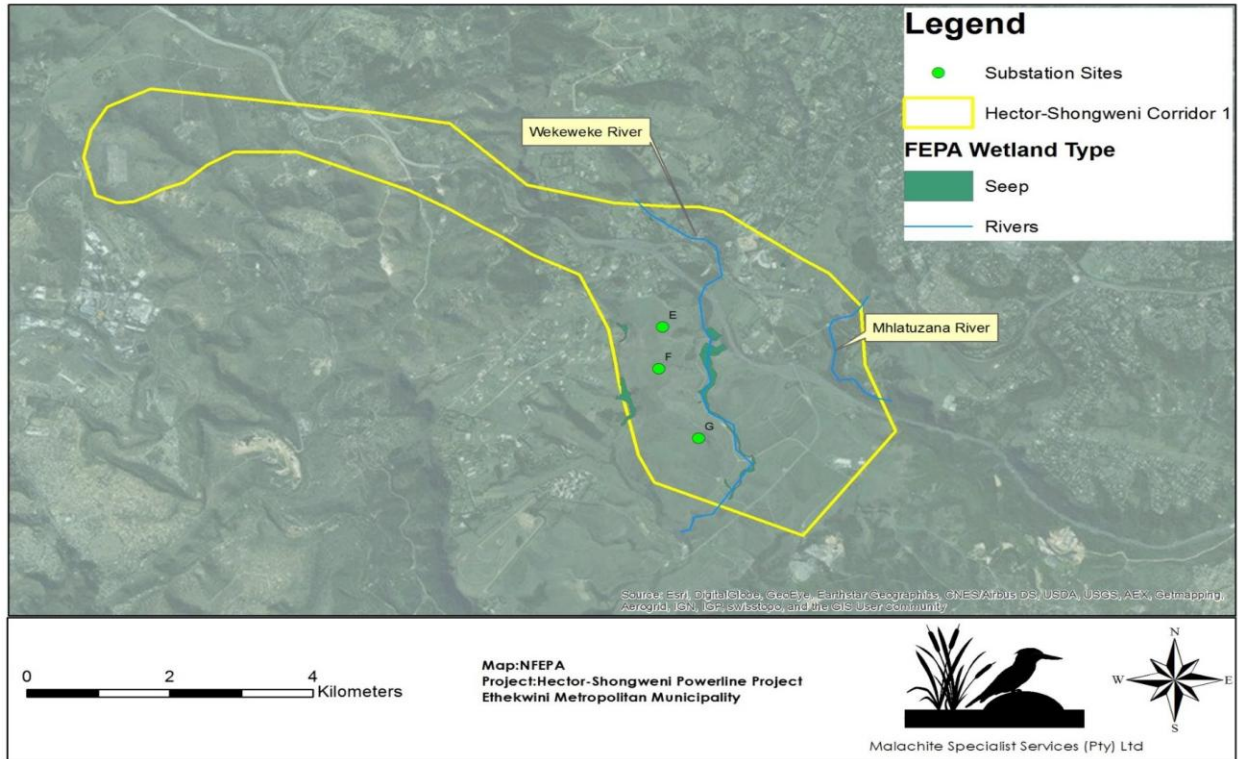 Legend
Substation Sites
Hector-Shongweni Corridor 1
FEPA Wetland Type
Seep
Rivers
Wekeweke River
Mhlatuzana River
E
F
G
Source: Esri, DigitalGlobe, GeoEye, Earthstar Geographics, CNES/Airbus DS, USDA, USGS, AEX, Getmapping,
Aerogrid, IGN, IGP, swisstopo, and the GIS User Community
0 2 4
Kilometers
Map:NFEPA
Project:Hector-Shongweni Powerline Project
Ethekwini Metropolitan Municipality
Malachite Specialist Services (Pty) Ltd
N
W E
S